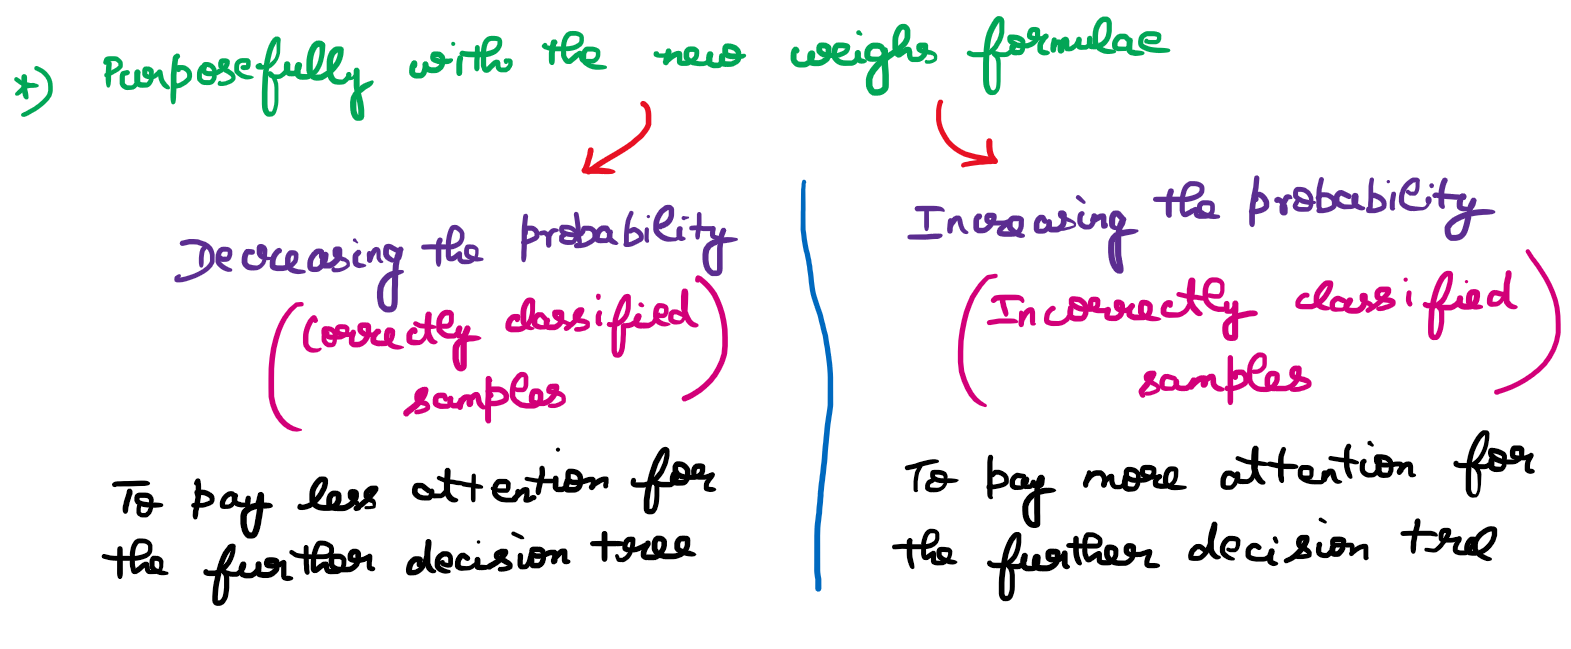 *) Purposefully with the new weighs formulae
Decreasing the probability
(Correctly classified
samples)
To pay less attention for
the further decision tree
Increasing the probability
(Incorrectly classified
samples)
To pay more attention for
the further decision tree